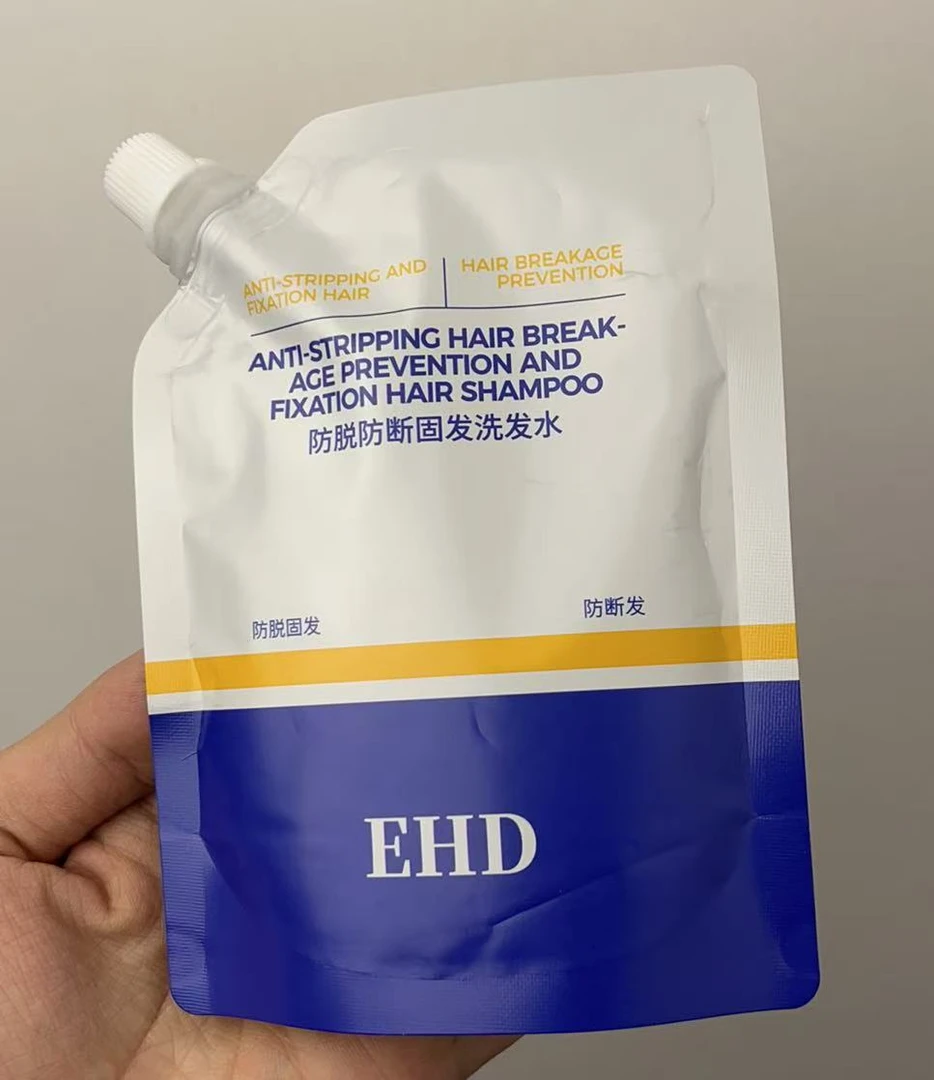 ANTI-STRIPPING AND
FIXATION HAIR
HAIR BREAKAGE
PREVENTION
ANTI-STRIPPING HAIR BREAK-
AGE PREVENTION AND
FIXATION HAIR SHAMPOO
防脱防断固发洗发水
防脱固发
防断发
EHD